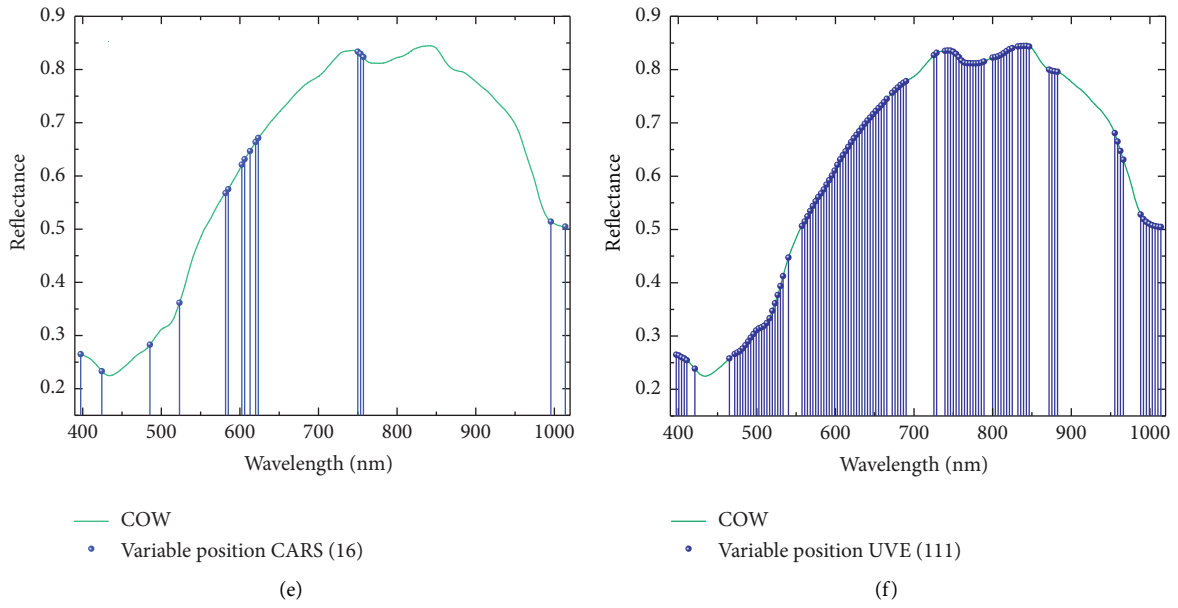 0.9
0.8
0.7
0.6
0.5
0.4
0.3
0.2
Reflectance
400 500 600 700 800 900 1000
Wavelength (nm)
COW
Variable position CARS (16)
(e)
0.9
0.8
0.7
0.6
0.5
0.4
0.3
0.2
Reflectance
400 500 600 700 800 900 1000
Wavelength (nm)
COW
Variable position UVE (111)
(f)